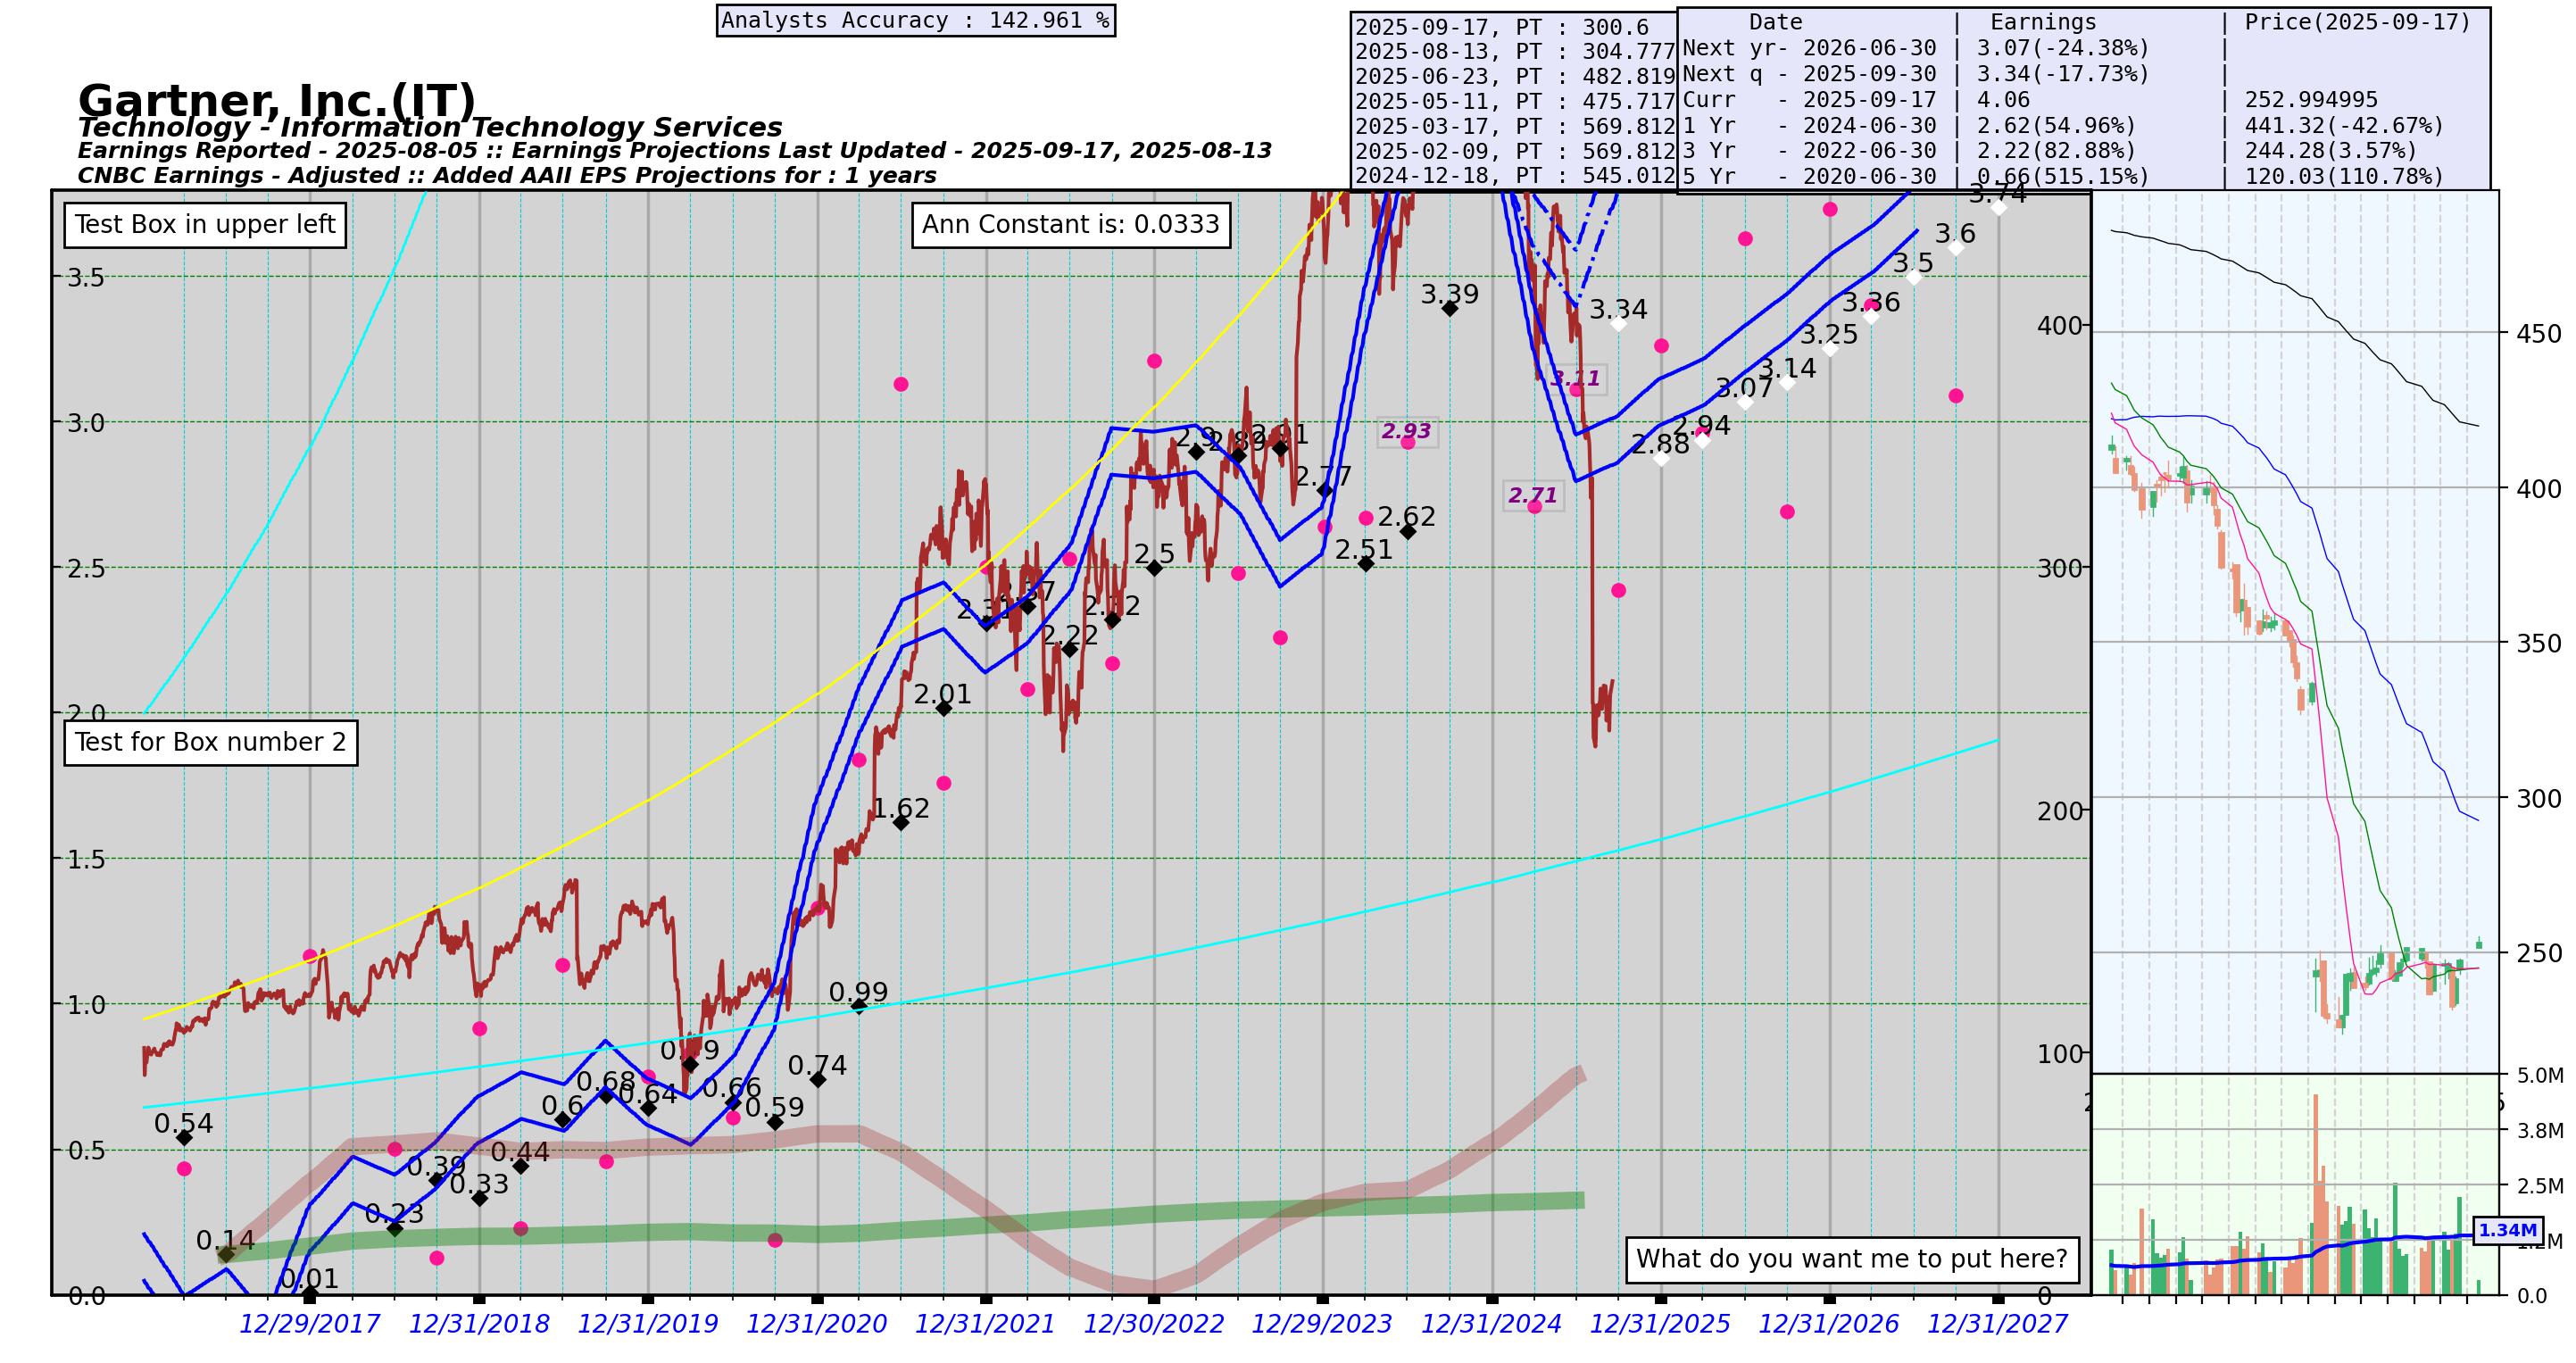 Analysts Accuracy : 142.961 %
2025-09-17, PT : 300.6
2025-08-13, PT : 304.777
2025-06-23, PT : 482.819
2025-05-11, PT : 475.717
2025-03-17, PT : 569.812
2025-02-09, PT : 569.812
2024-12-18, PT : 545.012
Date | Earnings | Price(2025-09-17)
Next yr- 2026-06-30 | 3.07(-24.38%) |
Next q - 2025-09-30 | 3.34(-17.73%) |
Curr - 2025-09-17 | 4.06 | 252.994995
1 Yr - 2024-06-30 | 2.62(54.96%) | 441.32(-42.67%)
3 Yr - 2022-06-30 | 2.22(82.88%) | 244.28(3.57%)
5 Yr - 2020-06-30 | 0.66(515.15%) | 120.03(110.78%)
Gartner, Inc.(IT)
Technology - Information Technology Services
Earnings Reported - 2025-08-05 :: Earnings Projections Last Updated - 2025-09-17, 2025-08-13
CNBC Earnings - Adjusted :: Added AAII EPS Projections for : 1 years
Test Box in upper left
Ann Constant is: 0.0333
Test for Box number 2
What do you want me to put here?
3.5
3.0
2.5
2.0
1.5
1.0
0.5
0.0
0.54
0.14
0.01
0.23
0.39
0.33
0.44
0.6
0.68
0.64
0.66
0.59
0.74
0.99
1.62
2.01
2.22
2.5
2.9
2.77
2.51
2.62
3.39
2.93
2.71
3.11
3.34
2.88
2.94
3.07
3.14
3.25
3.36
3.5
3.6
3.74
400
300
200
100
0
450
400
350
300
250
5.0M
3.8M
2.5M
1.34M
0.0
12/29/2017
12/31/2018
12/31/2019
12/31/2020
12/31/2021
12/30/2022
12/29/2023
12/31/2024
12/31/2025
12/31/2026
12/31/2027